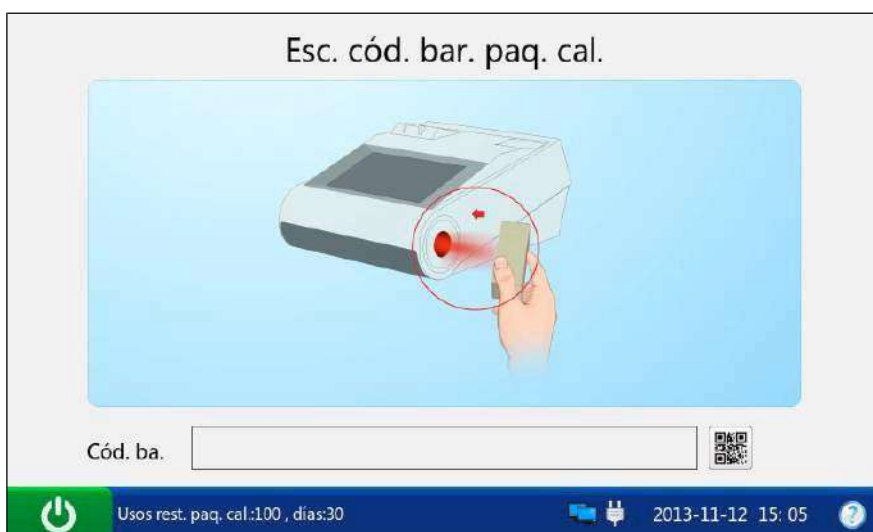 Esc. cód. bar. paq. cal.
Cód. ba.
Usos rest. paq. cal.:100 , días:30
2013-11-12 15: 05
?